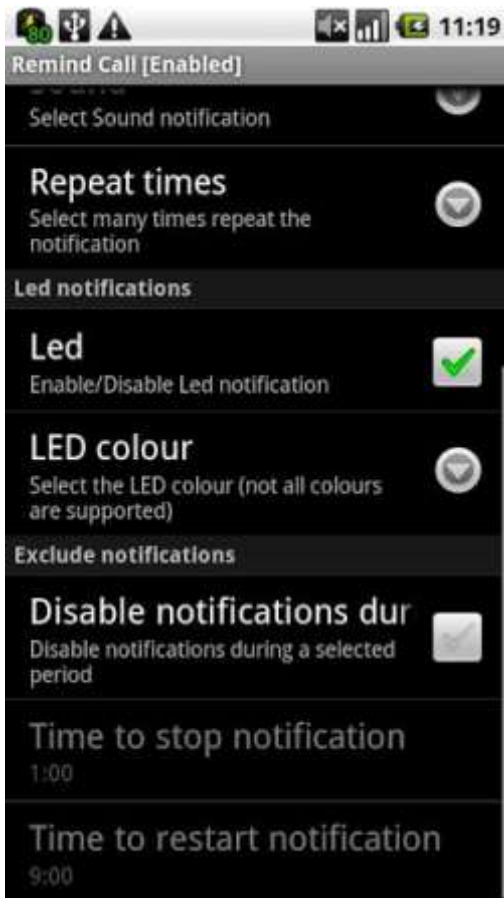 80
11:19
Remind Call [Enabled]
Select Sound notification
Repeat times
Select many times repeat the
notification
Led notifications
Led
Enable/Disable Led notification
LED colour
Select the LED colour (not all colours
are supported)
Exclude notifications
Disable notifications dur
Disable notifications during a selected
period
Time to stop notification
1:00
Time to restart notification
9:00